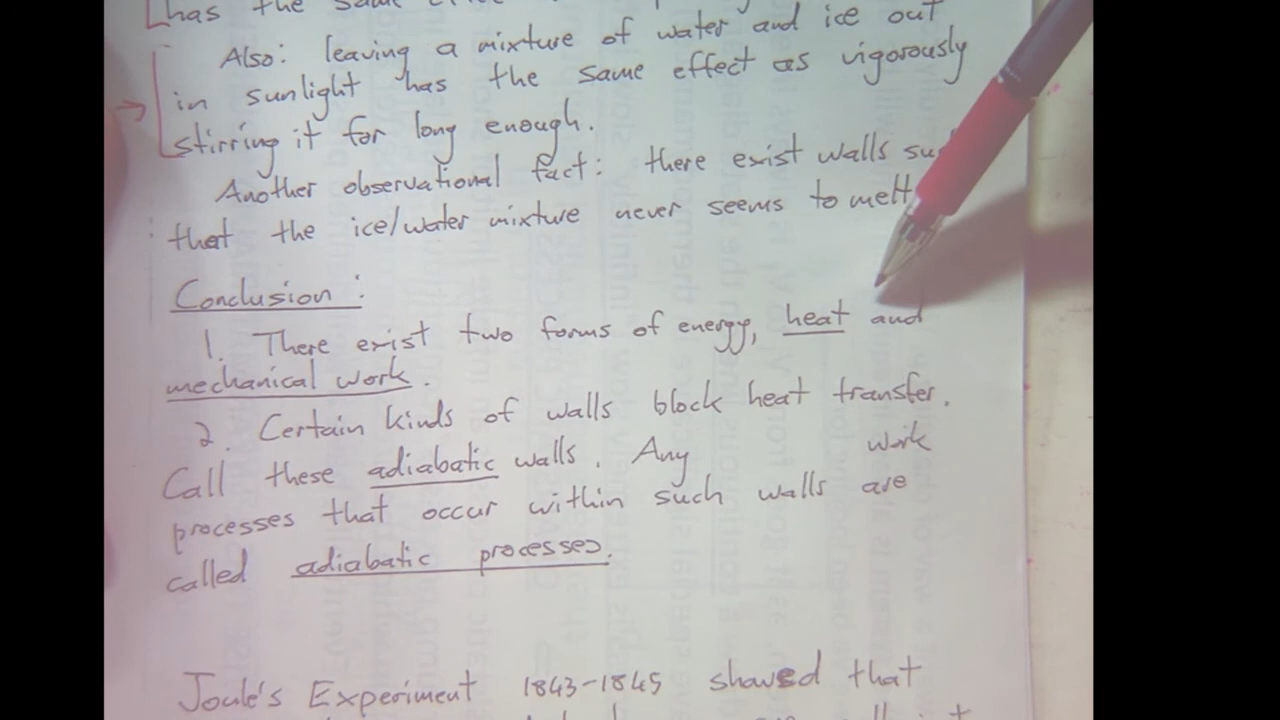 has the same
Also: leaving a mixture of water and ice out
in sunlight has the same effect as vigorously
stirring it for long enough.
Another observational fact: there exist walls
that the ice/water mixture never seems to melt
Conclusion:
1. There exist two forms of energy, heat and
mechanical work.
2. Certain kinds of walls block heat transfer.
Call these adiabatic walls. Any work
processes that occur within such walls are
called adiabatic processes.
Joule's Experiment 1843-1845 showed that